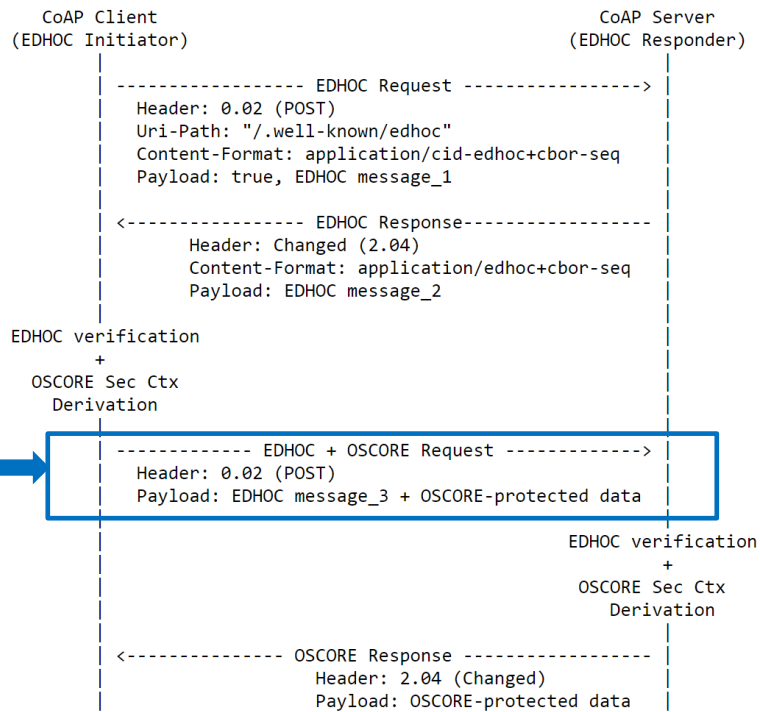 CoAP Client CoAP Server
(EDHOC Initiator) (EDHOC Responder)
| |
| ------------------ EDHOC Request -----------------> |
| Header: 0.02 (POST) |
| Uri-Path: "/.well-known/edhoc" |
| Content-Format: application/cid-edhoc+cbor-seq |
| Payload: true, EDHOC message_1 |
| |
| <----------------- EDHOC Response----------------- |
| Header: Changed (2.04) |
| Content-Format: application/edhoc+cbor-seq |
| Payload: EDHOC message_2 |
| |
EDHOC verification |
+ |
OSCORE Sec Ctx |
Derivation |
| |
| ------------- EDHOC + OSCORE Request -------------> |
| Header: 0.02 (POST) |
| Payload: EDHOC message_3 + OSCORE-protected data |
| |
| EDHOC verification
| +
| OSCORE Sec Ctx
| Derivation
| |
| <--------------- OSCORE Response ----------------- |
| Header: 2.04 (Changed) |
| Payload: OSCORE-protected data |